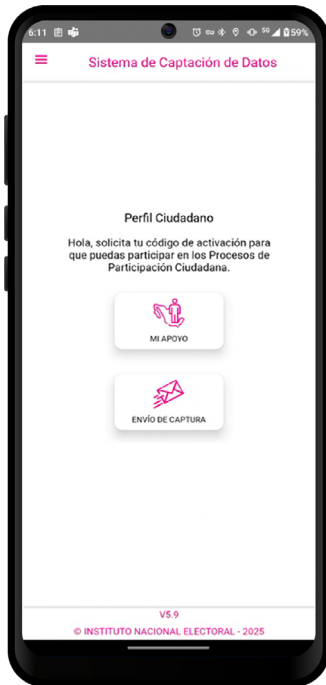 6:11 5G 59%
Sistema de Captación de Datos
Perfil Ciudadano
Hola, solicita tu código de activación para
que puedas participar en los Procesos de
Participación Ciudadana.
MI APOYO
ENVÍO DE CAPTURA
V5.9
© INSTITUTO NACIONAL ELECTORAL - 2025